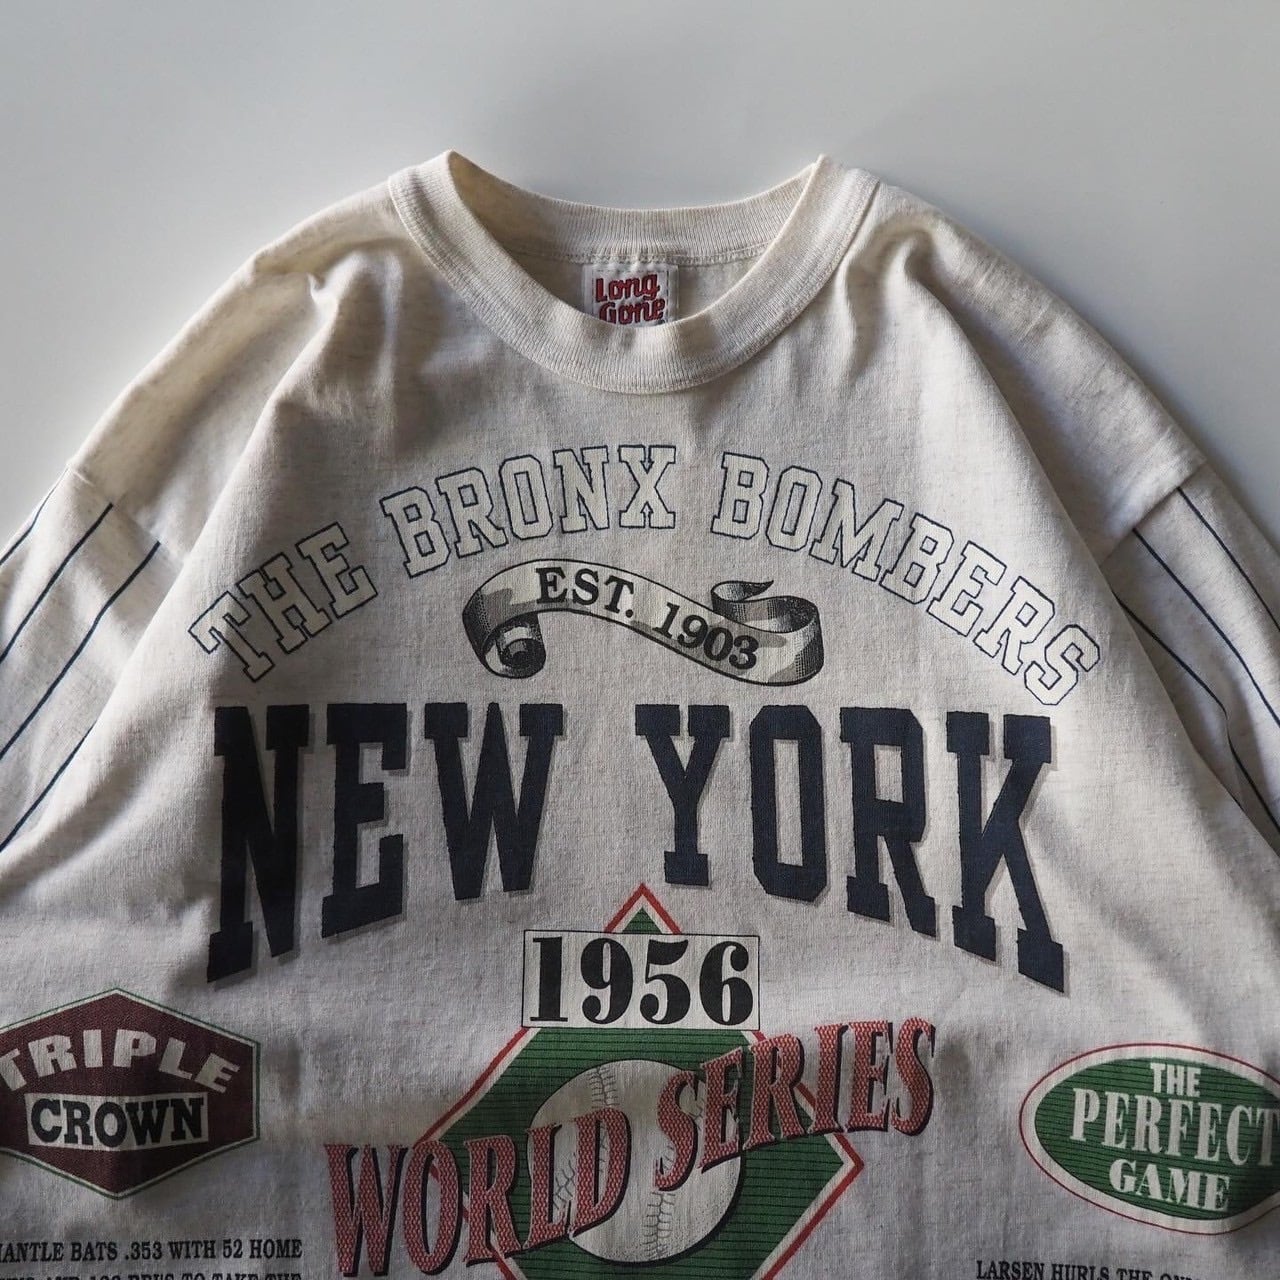 Long
Gone
THE BRONX BOMBERS
EST. 1903
NEW YORK
1956
WORLD SERIES
TRIPLE
CROWN
THE
PERFECT
GAME
MANTLE BATS .353 WITH 52 HOME
LARSEN HURLS THE